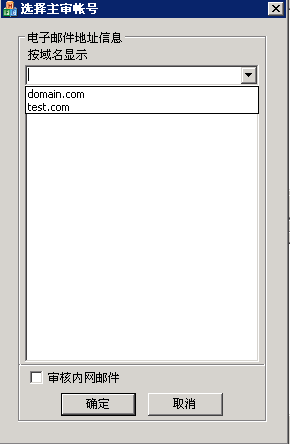 选择主审帐号
电子邮件地址信息
按域名显示
domain.com
test.com
审核内网邮件
确定
取消